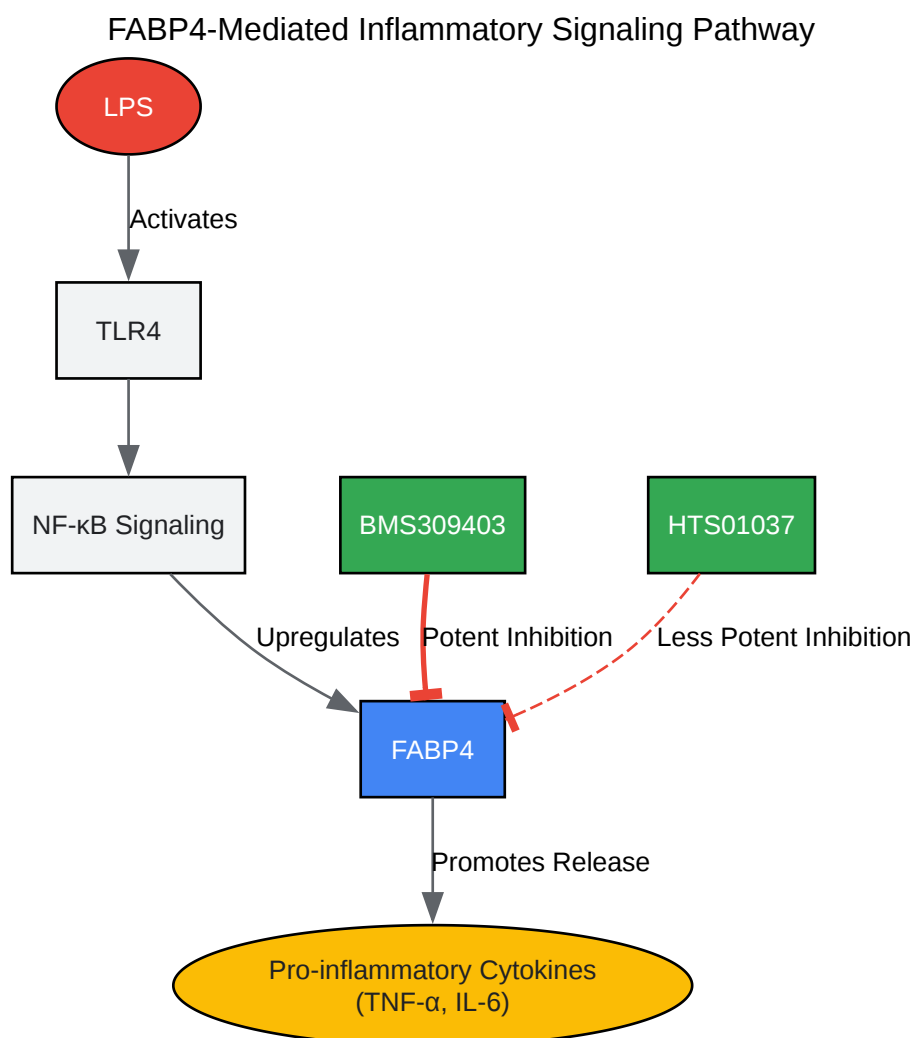 FABP4-Mediated Inflammatory Signaling Pathway
LPS
Activates
TLR4
NF-κB Signaling
BMS309403
HTS01037
Upregulates
Potent Inhibition
Less Potent Inhibition
FABP4
Promotes Release
Pro-inflammatory Cytokines
(TNF-α, IL-6)